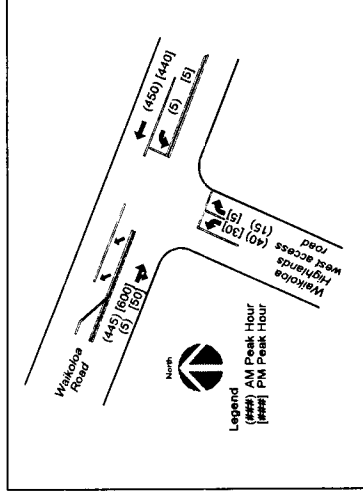 Waikoloa
Road
(450) [440]
(5) [5]
(445) [600]
(5) [50]
[30] [5]
(40) (15)
Waikoloa
Highlands
west access
road
North
Legend
(###) AM Peak Hour
[###] PM Peak Hour